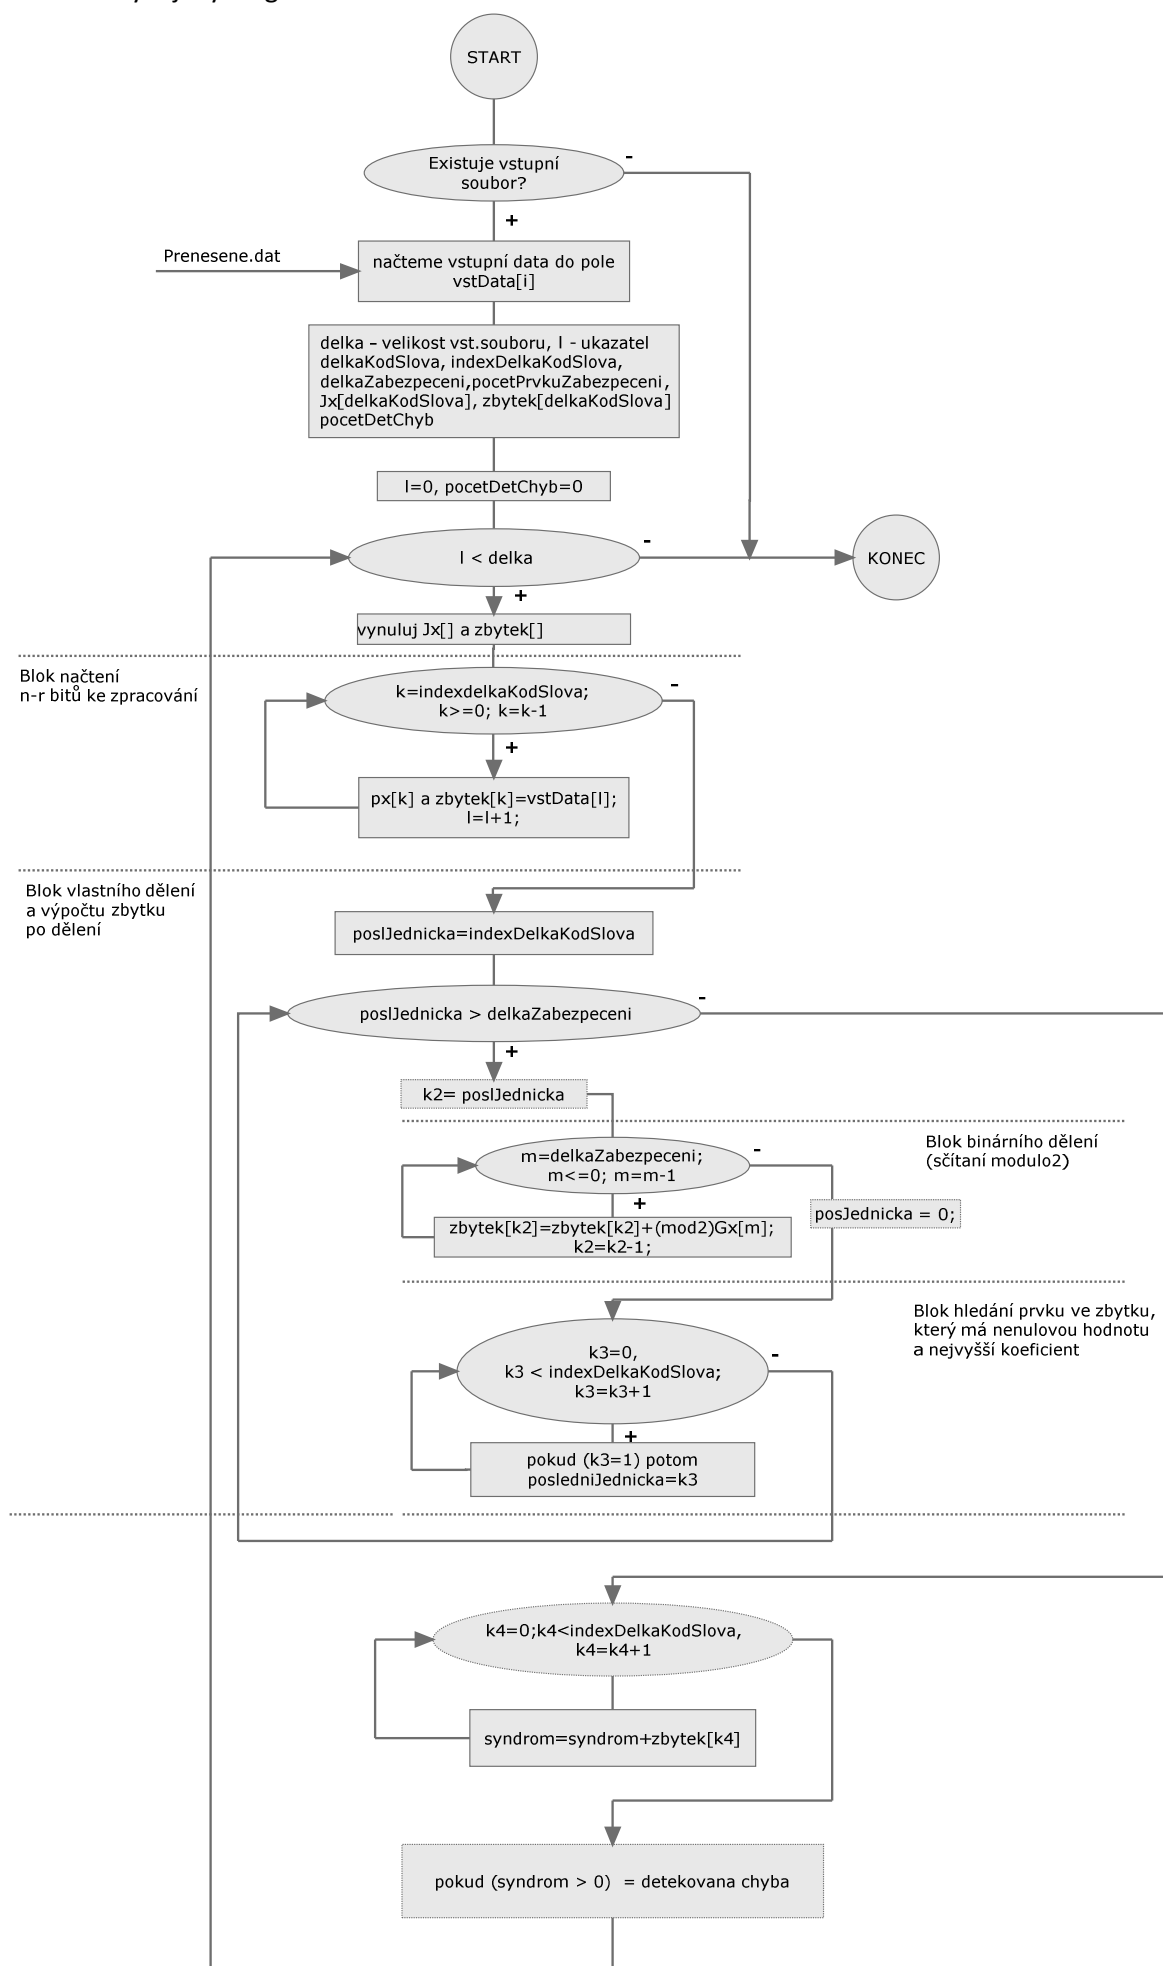 START
Existuje vstupní
soubor?
-
+
Prenesene.dat
načteme vstupní data do pole
vstData[i]
delka – velikost vst.souboru, l - ukazatel
delkaKodSlova, indexDelkaKodSlova,
delkaZabezpeceni,pocetPrvkuZabezpeceni,
Jx[delkaKodSlova], zbytek[delkaKodSlova]
pocetDetChyb
l=0, pocetDetChyb=0
l < delka
-
KONEC
+
vynuluj Jx[] a zbytek[]
Blok načtení
n-r bitů ke zpracování
k=indexdelkaKodSlova;
k>=0; k=k-1
-
+
px[k] a zbytek[k]=vstData[l];
l=l+1;
Blok vlastního dělení
a výpočtu zbytku
po dělení
poslJednicka=indexDelkaKodSlova
poslJednicka > delkaZabezpeceni
-
+
k2= poslJednicka
Blok binárního dělení
(sčítaní modulo2)
m=delkaZabezpeceni;
m<=0; m=m-1
-
+
posJednicka = 0;
zbytek[k2]=zbytek[k2]+(mod2)Gx[m];
k2=k2-1;
Blok hledání prvku ve zbytku,
který má nenulovou hodnotu
a nejvyšší koeficient
k3=0,
k3 < indexDelkaKodSlova;
k3=k3+1
-
+
pokud (k3=1) potom
posledniJednicka=k3
k4=0;k4<indexDelkaKodSlova,
k4=k4+1
syndrom=syndrom+zbytek[k4]
pokud (syndrom > 0) = detekovana chyba